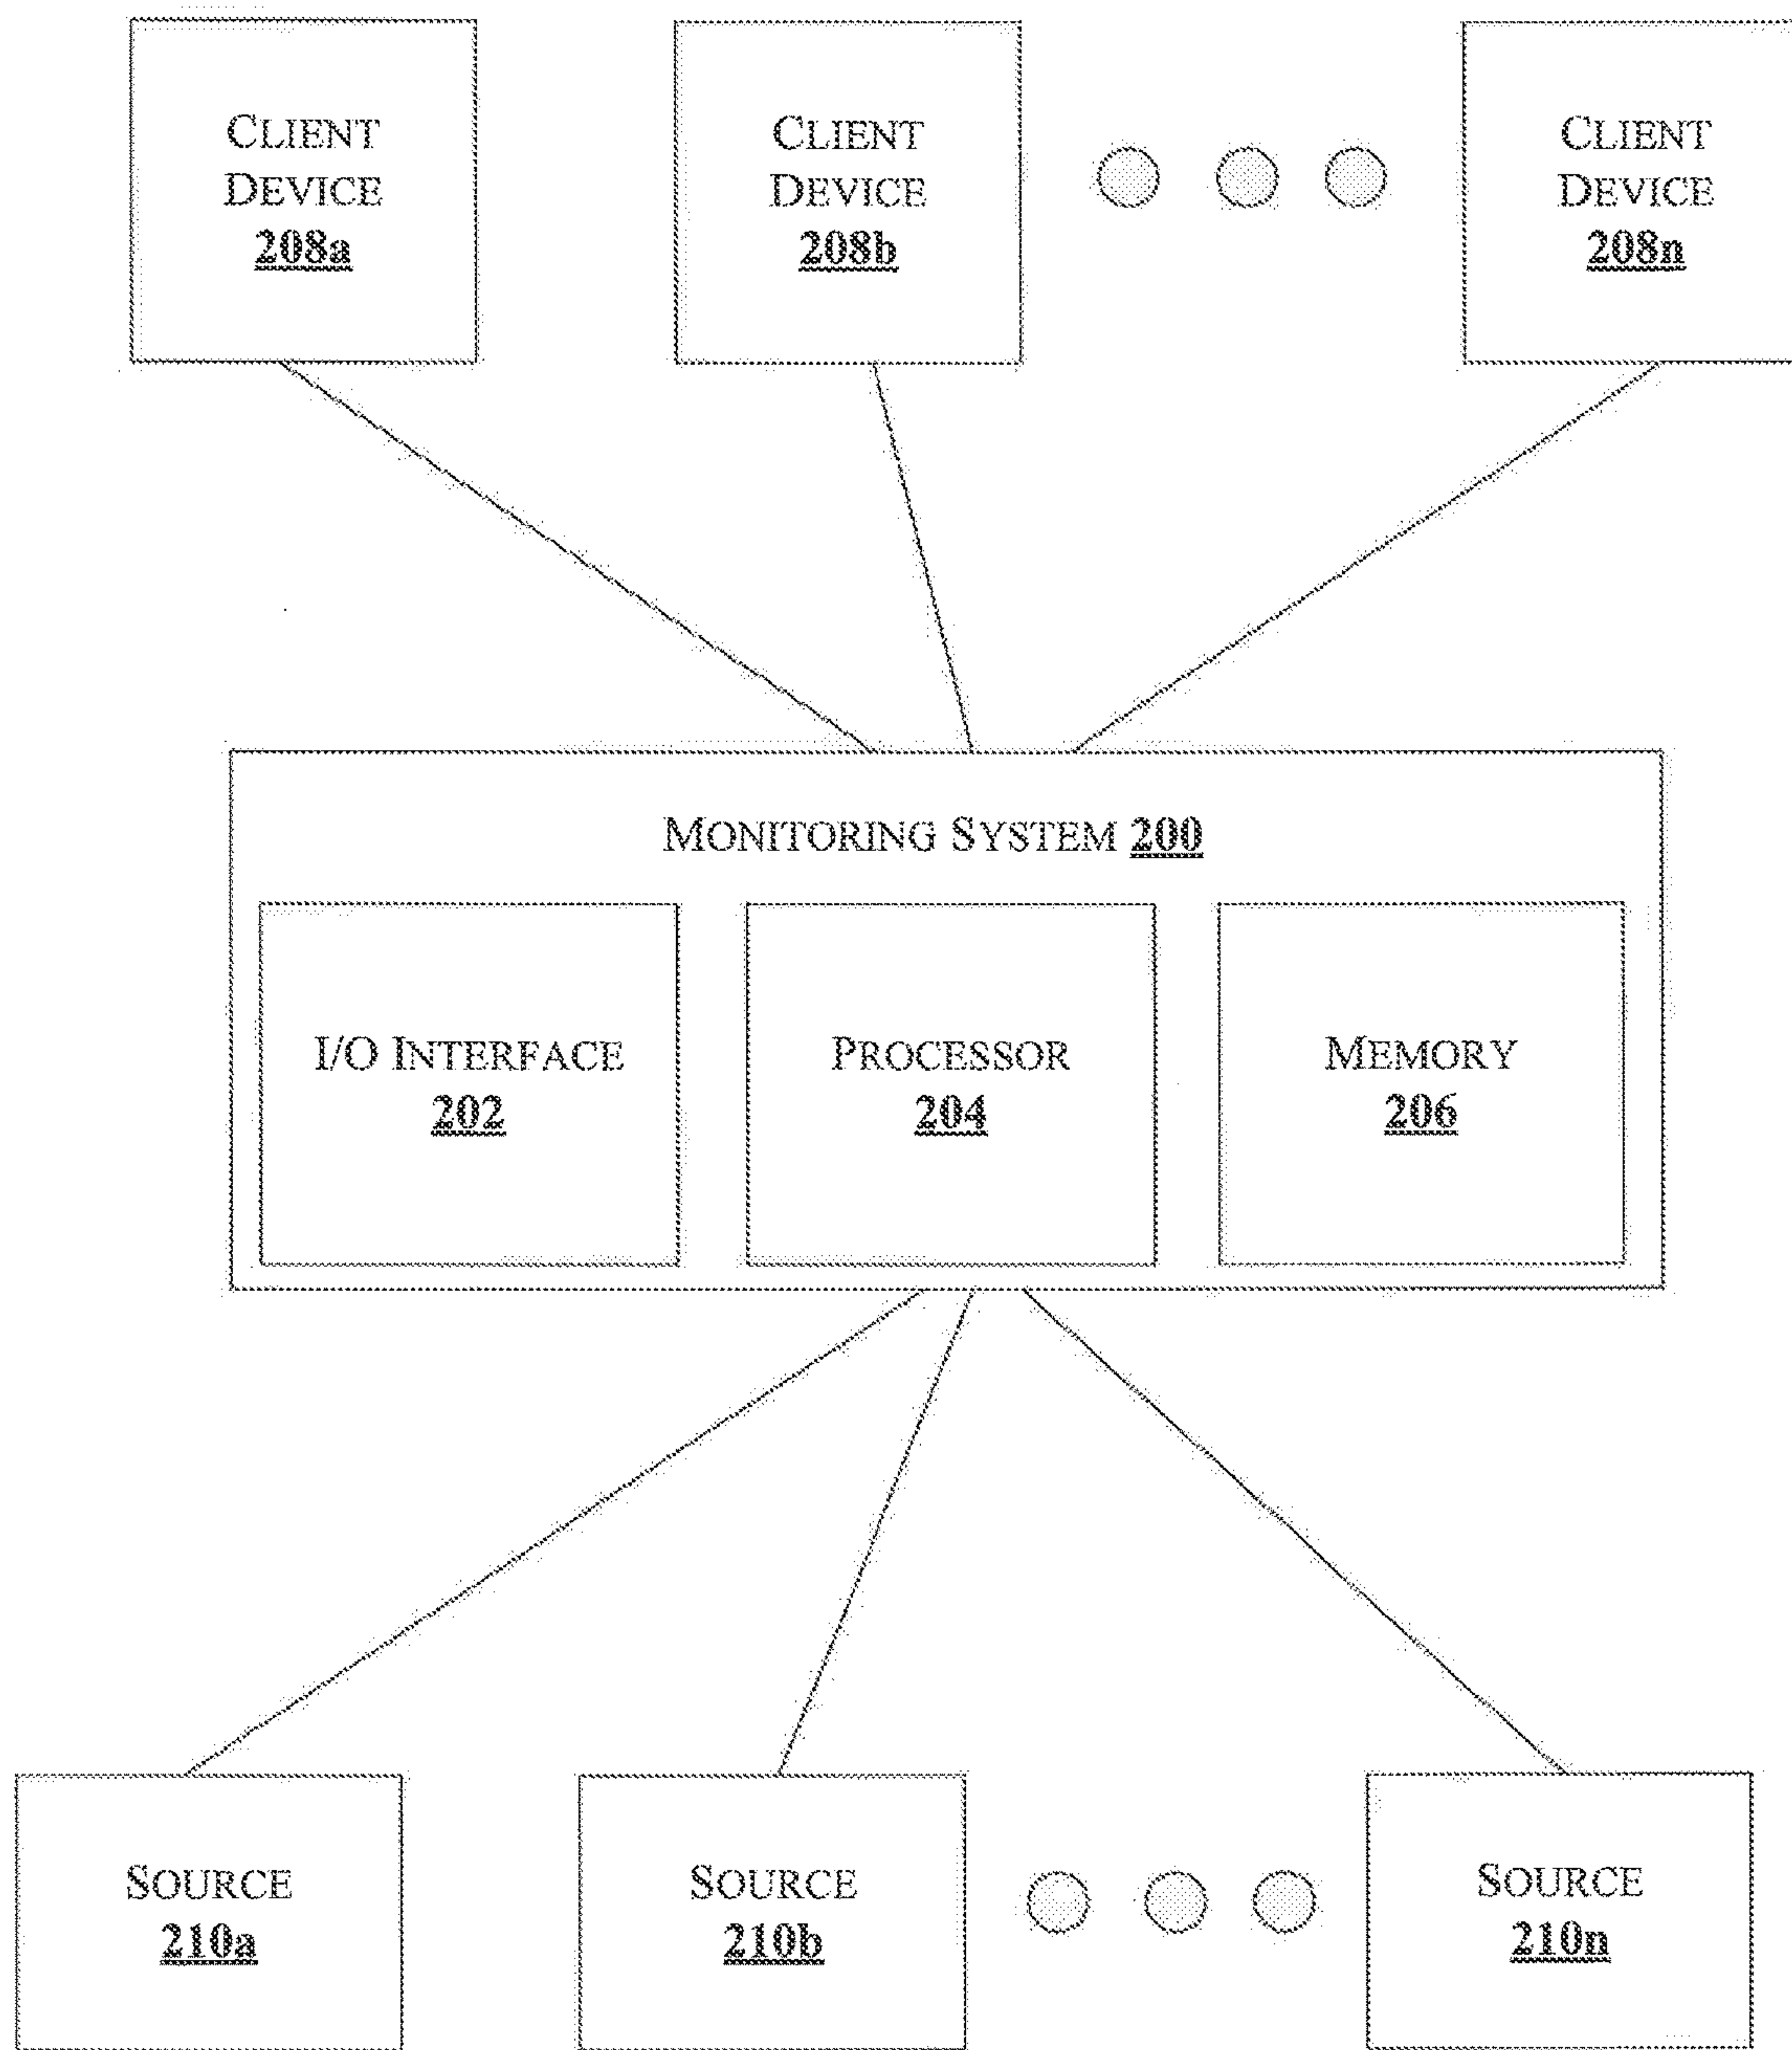 CLIENT DEVICE 208a
CLIENT DEVICE 208b
CLIENT DEVICE 208n
MONITORING SYSTEM 200
I/O INTERFACE 202
PROCESSOR 204
MEMORY 206
SOURCE 210a
SOURCE 210b
SOURCE 210n